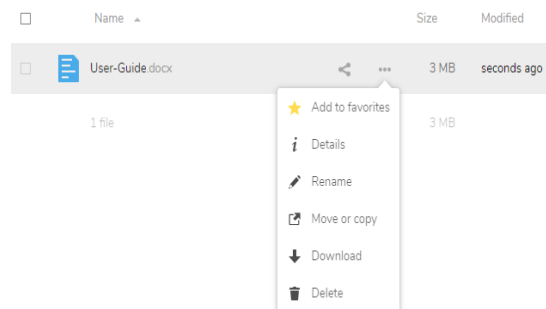 Name Size Modified
User-Guide.docx 3 MB seconds ago
Add to favorites
1 file 3 MB
Details
Rename
Move or copy
Download
Delete